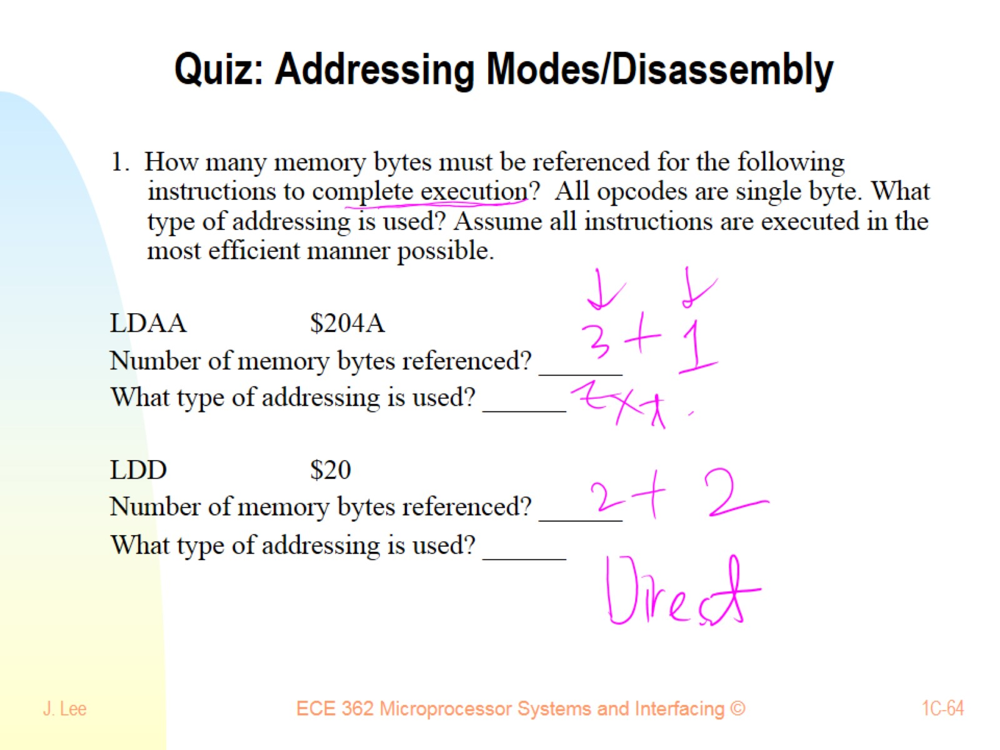 Quiz: Addressing Modes/Disassembly
1. How many memory bytes must be referenced for the following
instructions to complete execution? All opcodes are single byte. What
type of addressing is used? Assume all instructions are executed in the
most efficient manner possible.
LDAA $204A
3 + 1
Number of memory bytes referenced? ______
What type of addressing is used? ______ Ext.
LDD $20
Number of memory bytes referenced? ______ 2 + 2
What type of addressing is used? ______
Direct
J. Lee ECE 362 Microprocessor Systems and Interfacing © 1C-64